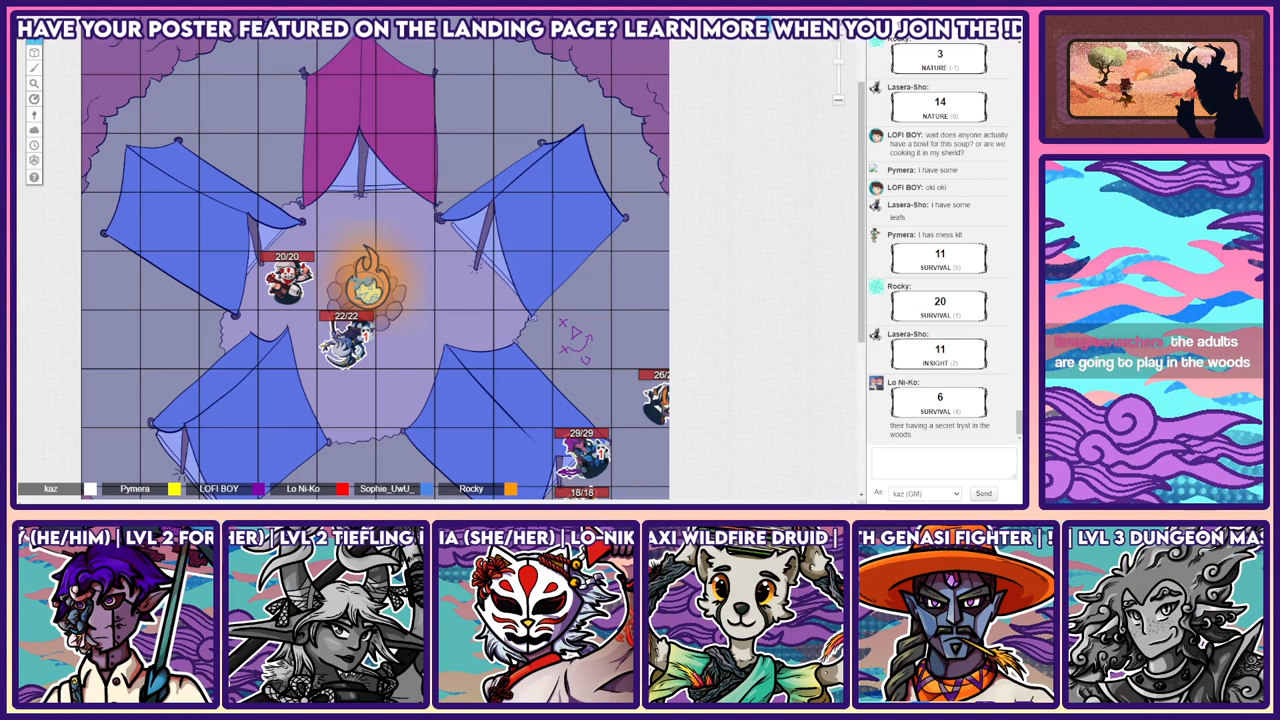 HAVE YOUR POSTER FEATURED ON THE LANDING PAGE? LEARN MORE WHEN YOU JOIN THE !D
20/20
22/22
29/29
18/18
kaz
Pymera
LOFI BOY
Lo Ni-Ko
Sophie_UwU_
Rocky
Rocky:
3
NATURE (-1)
Lasera-Sho:
14
NATURE (0)
LOFI BOY: wait does anyone actually
have a bowl for this soup? or are we
cooking it in my sheild?
Pymera: I have some
LOFI BOY: oki oki
Lasera-Sho: i have some
leafs
Pymera: I has mess kit
11
SURVIVAL (5)
Rocky:
20
SURVIVAL (1)
Lasera-Sho:
11
INSIGHT (2)
Lo Ni-Ko:
6
SURVIVAL (4)
their having a secret tryst in the
woods
As:
kaz (GM)
Send
the adults
are going to play in the woods
Y (HE/HIM) | LVL 2 FOR
HER) | LVL 2 TIEFLING
IA (SHE/HER) | LO-NIK
AXI WILDFIRE DRUID |
TH GENASI FIGHTER | !
| LVL 3 DUNGEON MAS